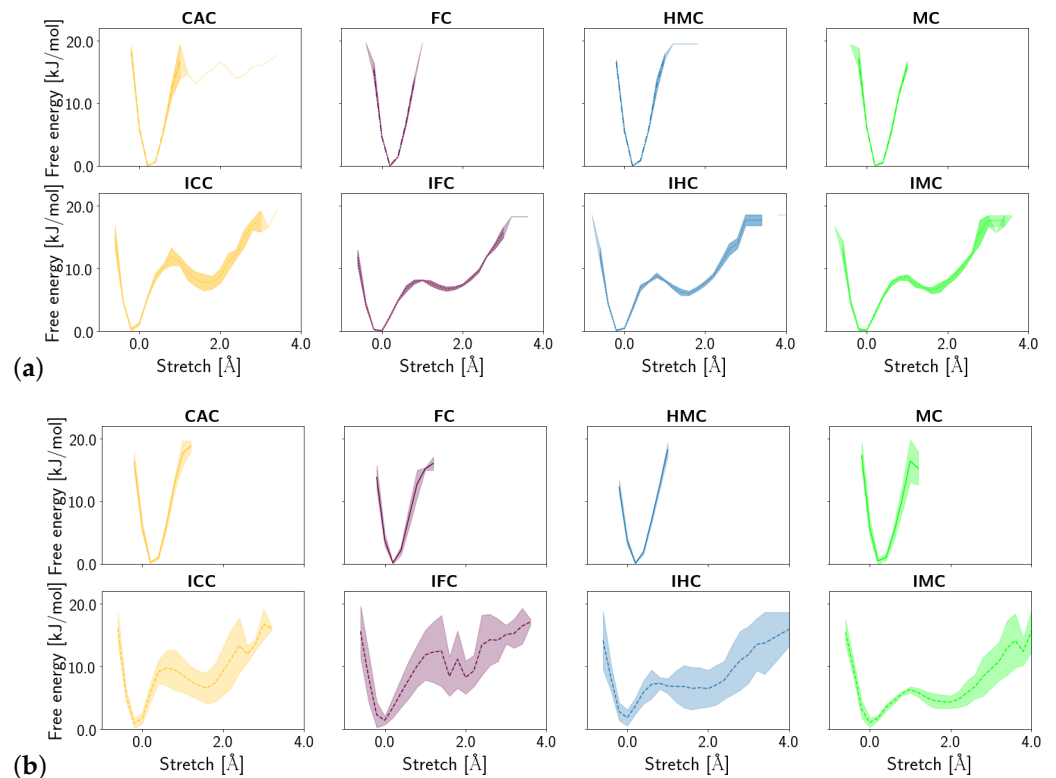 CAC FC HMC MC
Free energy [kJ/mol]
20.0
10.0
0.0
ICC IFC IHC IMC
Free energy [kJ/mol]
20.0
10.0
0.0
0.0 2.0 4.0 0.0 2.0 4.0 0.0 2.0 4.0 0.0 2.0 4.0
(a) Stretch [Å] Stretch [Å] Stretch [Å] Stretch [Å]
CAC FC HMC MC
Free energy [kJ/mol]
20.0
10.0
0.0
ICC IFC IHC IMC
Free energy [kJ/mol]
20.0
10.0
0.0
0.0 2.0 4.0 0.0 2.0 4.0 0.0 2.0 4.0 0.0 2.0 4.0
(b) Stretch [Å] Stretch [Å] Stretch [Å] Stretch [Å]